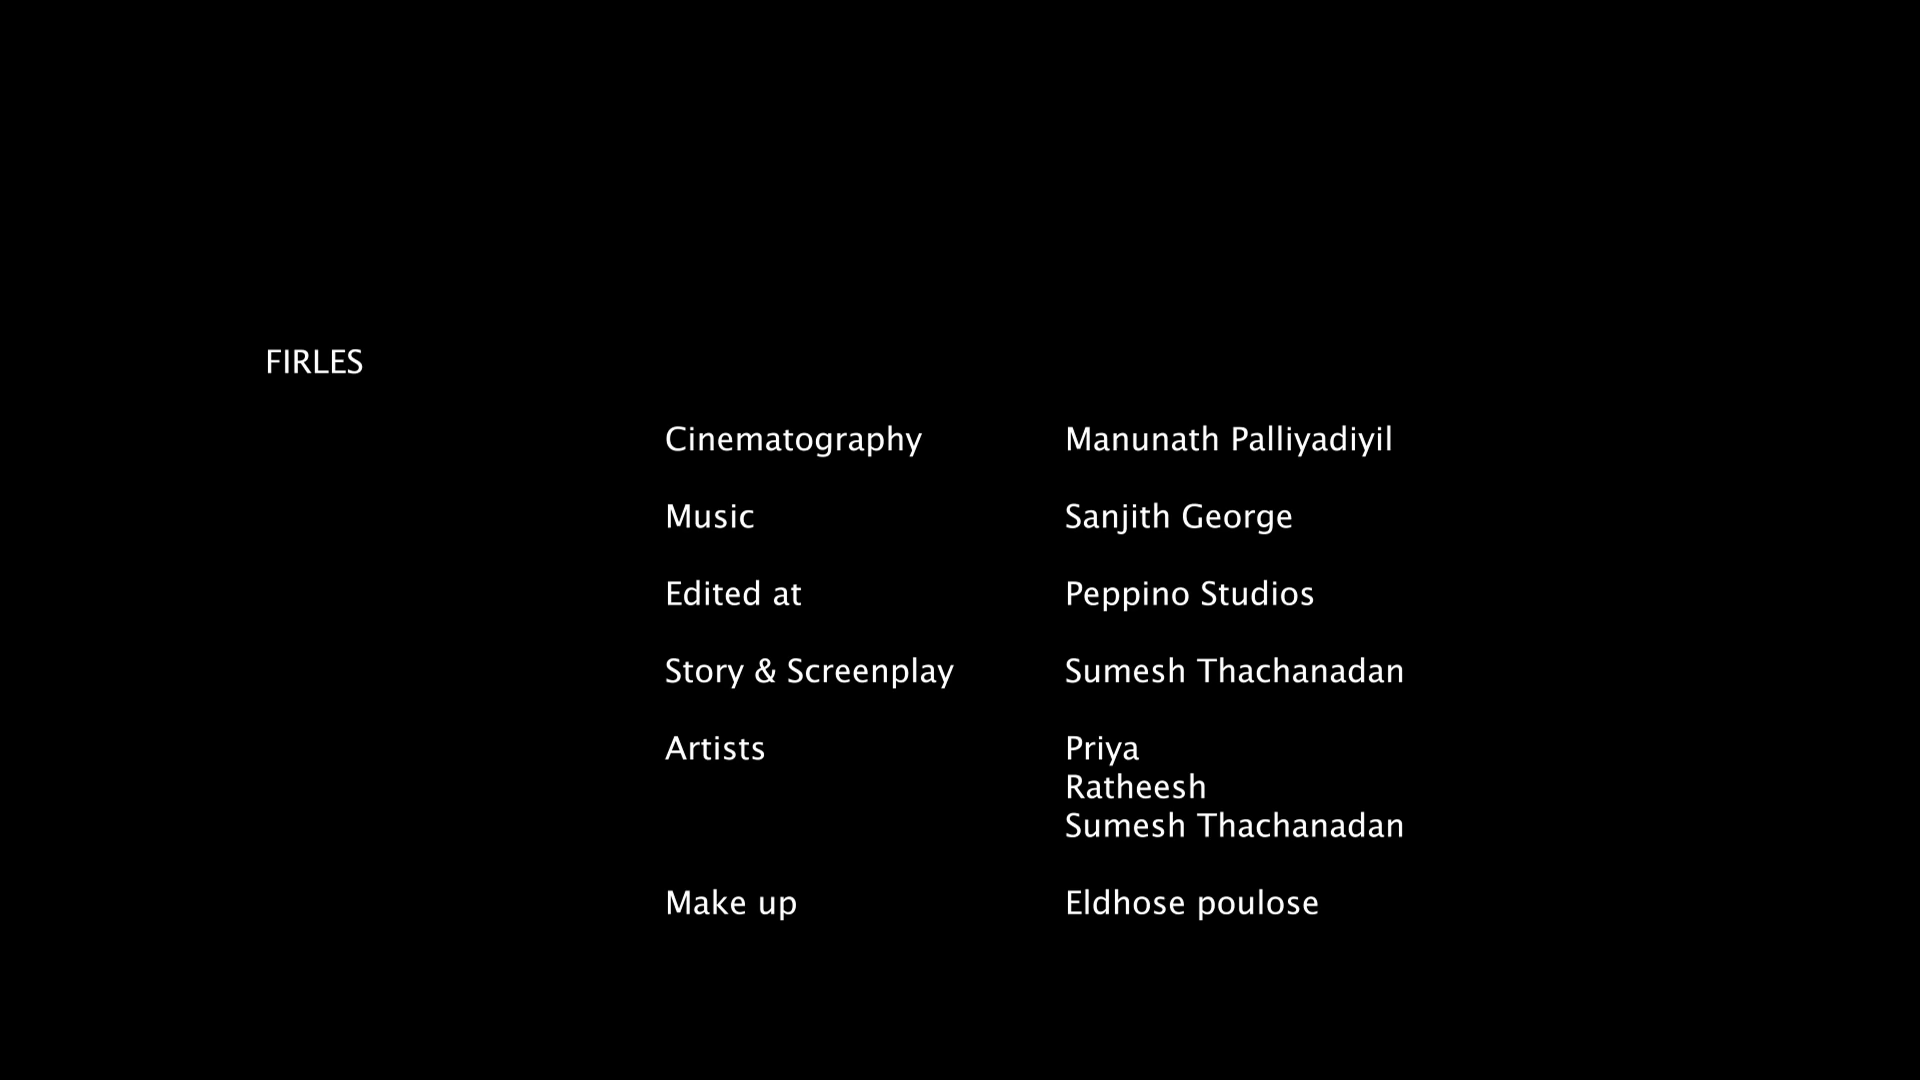 FIRLES
Cinematography Manunath Palliyadiyil
Music Sanjith George
Edited at Peppino Studios
Story & Screenplay Sumesh Thachanadan
Artists Priya
Ratheesh
Sumesh Thachanadan
Make up Eldhose poulose